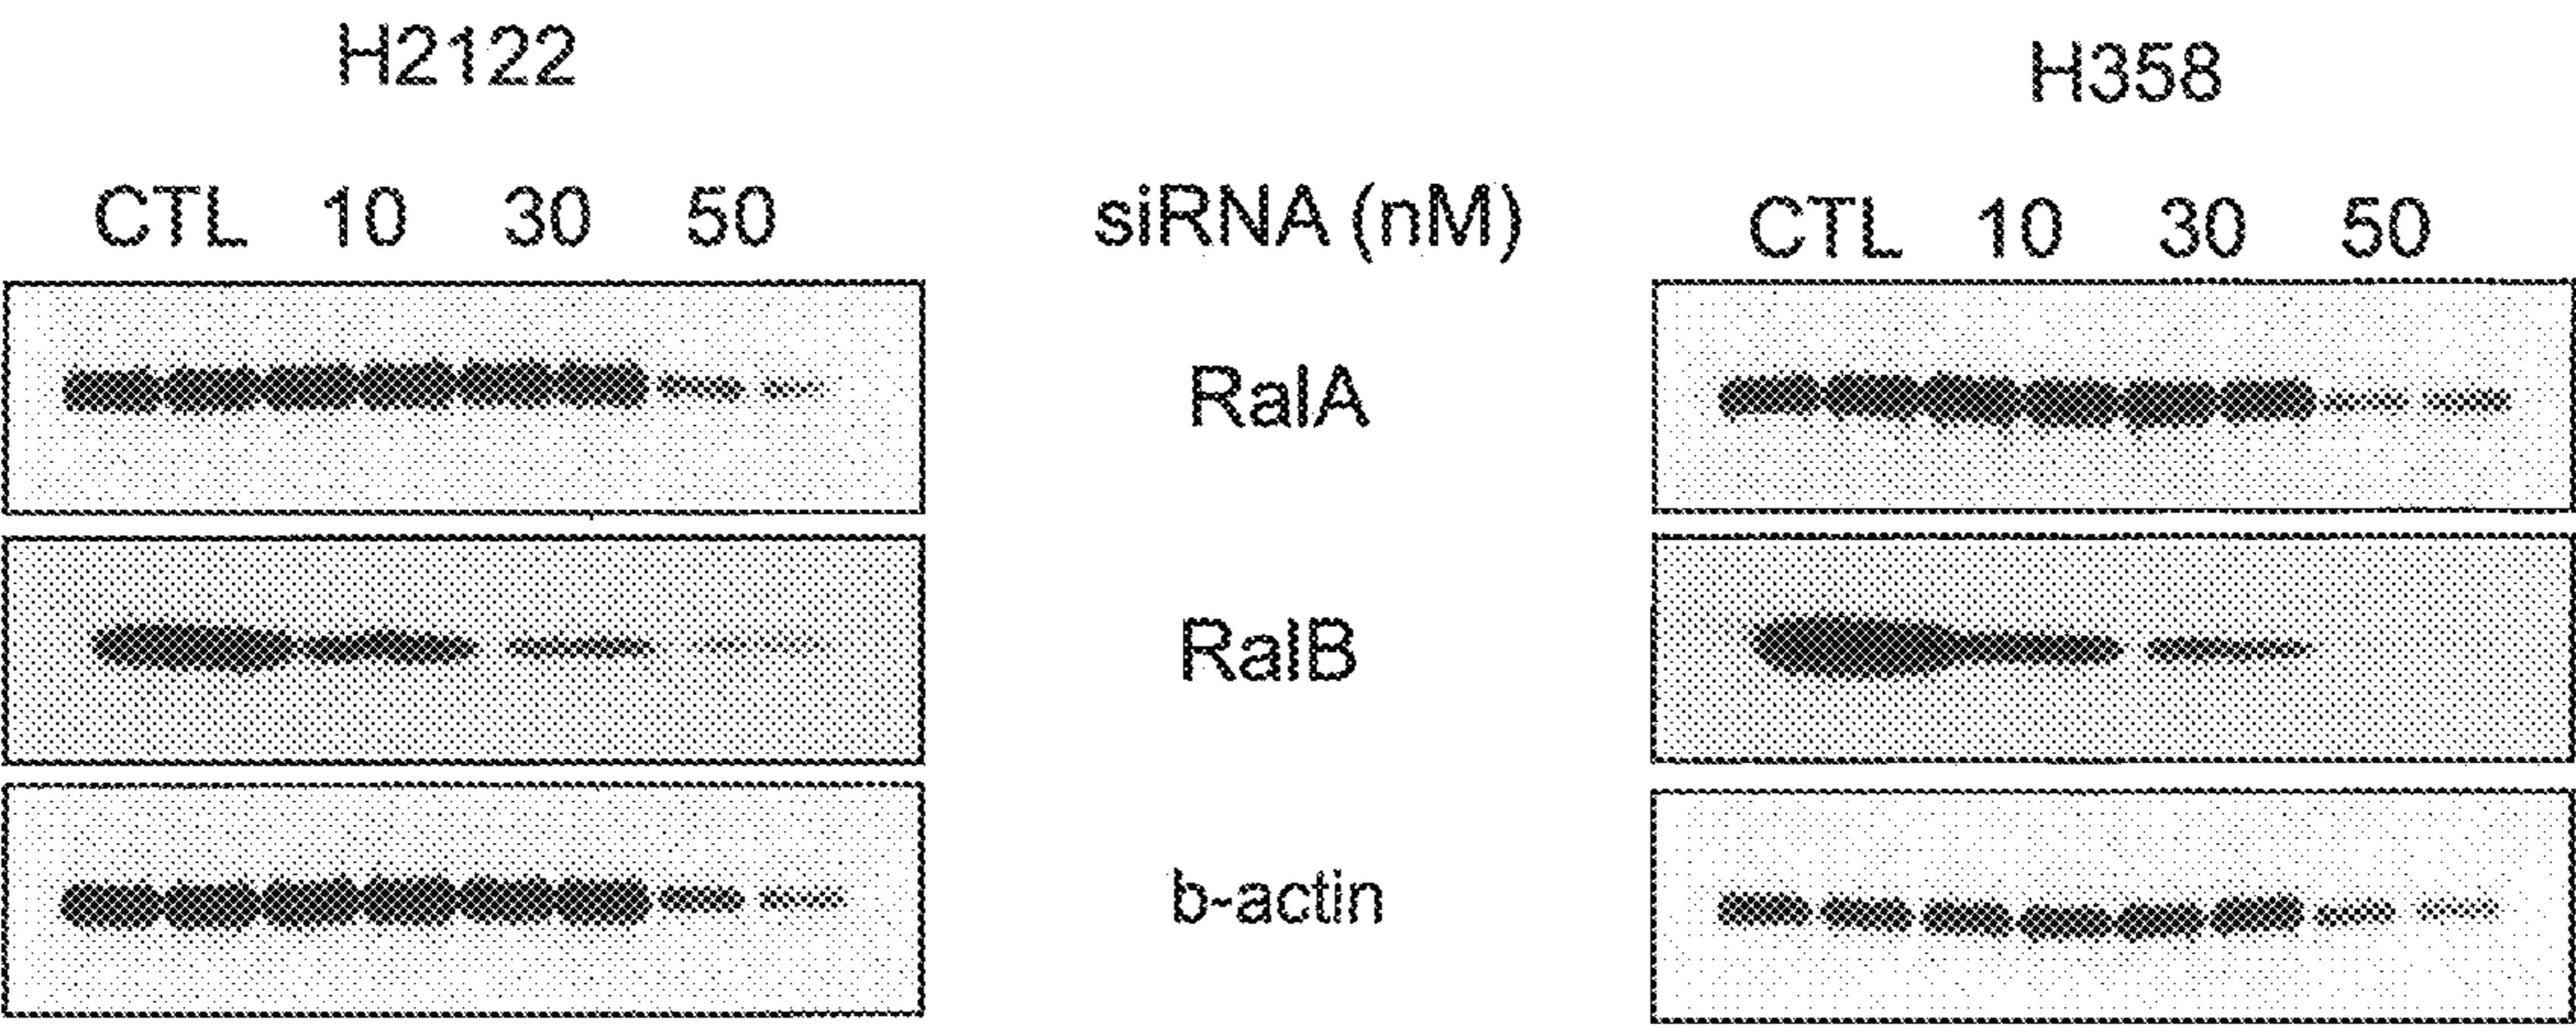 H2122
H358
CTL 10 30 50
siRNA (nM)
CTL 10 30 50
RalA
RalB
b-actin